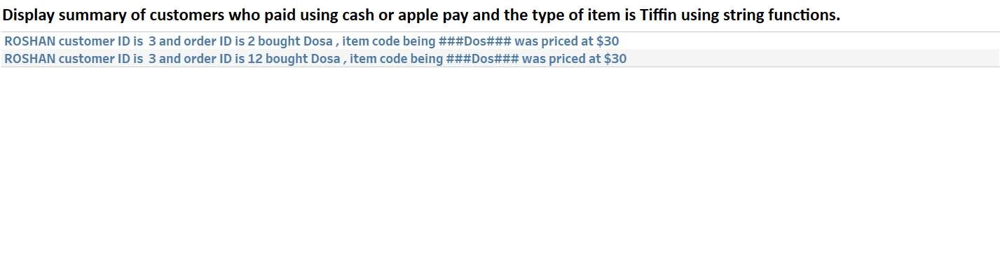 Display summary of customers who paid using cash or apple pay and the type of item is Tiffin using string functions.
ROSHAN customer ID is  3 and order ID is 2 bought Dosa , item code being ###Dos### was priced at $30
ROSHAN customer ID is  3 and order ID is 12 bought Dosa , item code being ###Dos### was priced at $30